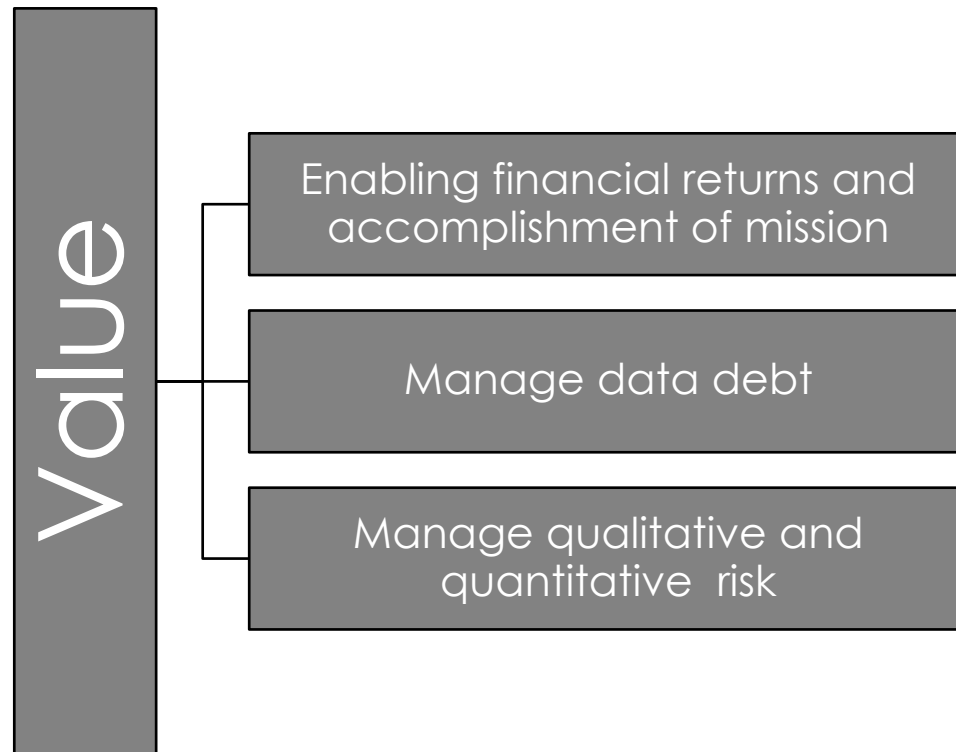 Value
Enabling financial returns and
accomplishment of mission
Manage data debt
Manage qualitative and
quantitative  risk